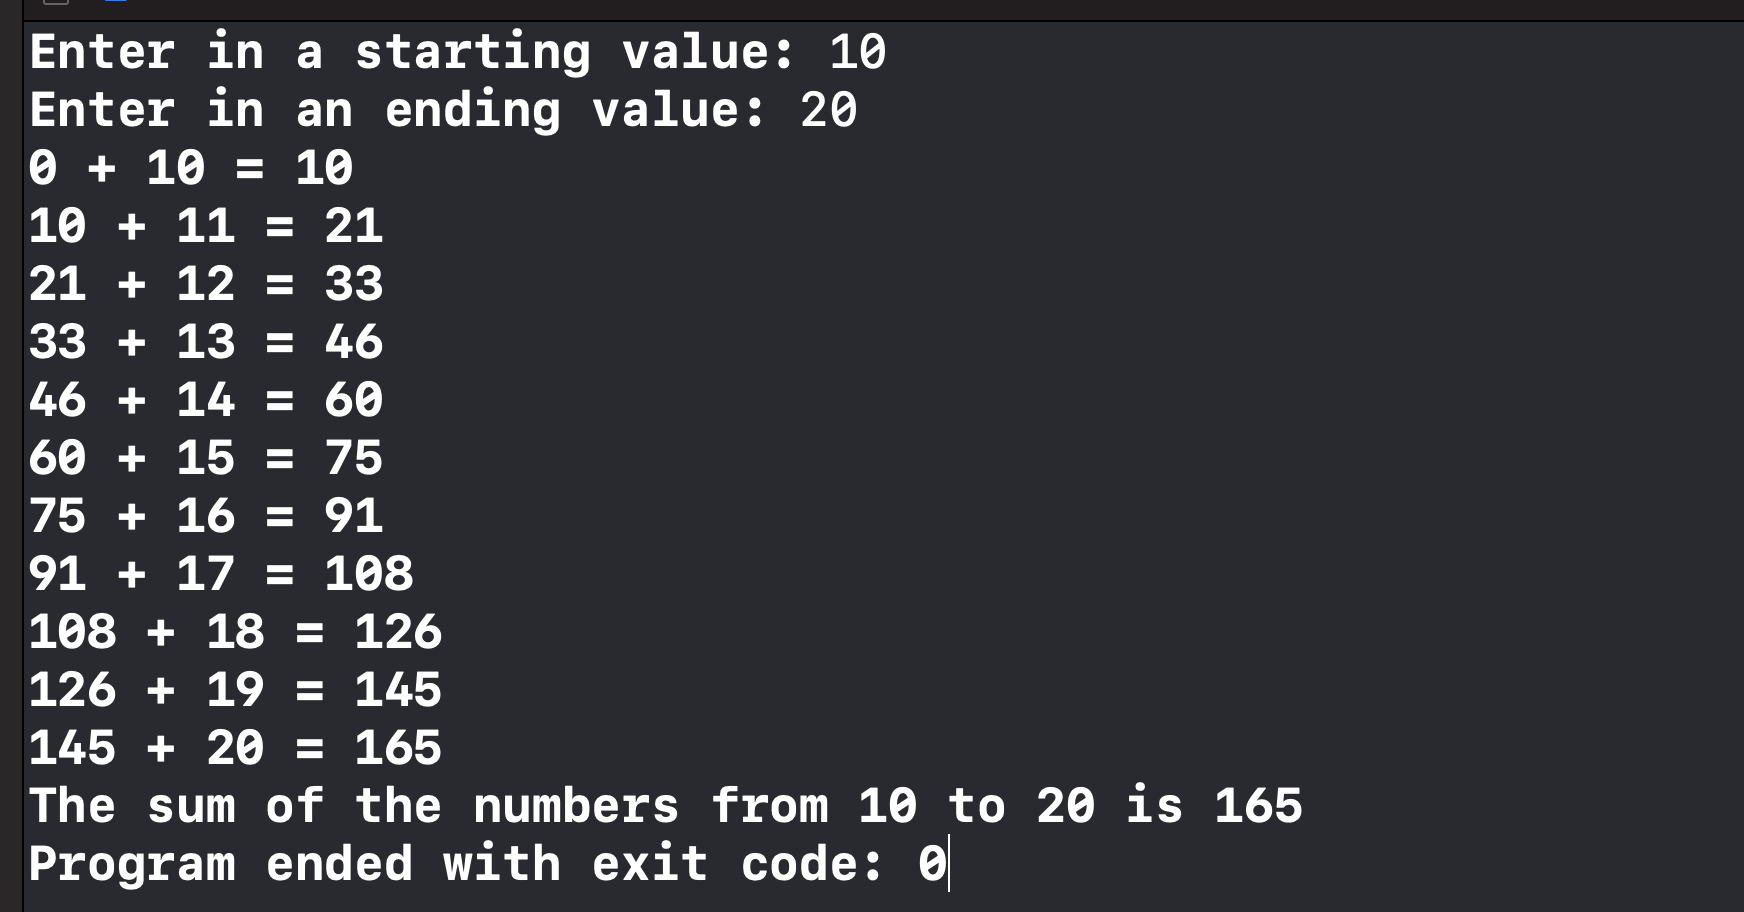 Enter in a starting value: 10
Enter in an ending value: 20
0 + 10 = 10
10 + 11 = 21
21 + 12 = 33
33 + 13 = 46
46 + 14 = 60
60 + 15 = 75
75 + 16 = 91
91 + 17 = 108
108 + 18 = 126
126 + 19 = 145
145 + 20 = 165
The sum of the numbers from 10 to 20 is 165
Program ended with exit code: 0